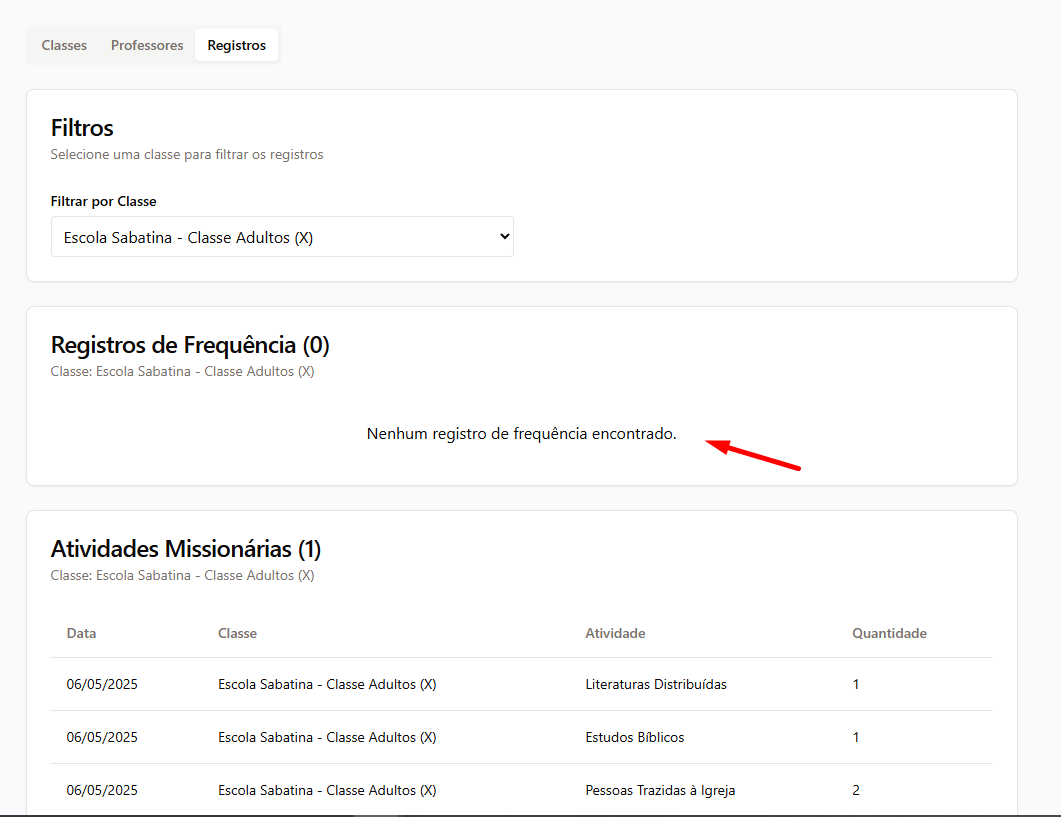 Classes Professores Registros
Filtros
Selecione uma classe para filtrar os registros
Filtrar por Classe
Escola Sabatina - Classe Adultos (X)
Registros de Frequência (0)
Classe: Escola Sabatina - Classe Adultos (X)
Nenhum registro de frequência encontrado.
Atividades Missionárias (1)
Classe: Escola Sabatina - Classe Adultos (X)
Data Classe Atividade Quantidade
06/05/2025 Escola Sabatina - Classe Adultos (X) Literaturas Distribuídas 1
06/05/2025 Escola Sabatina - Classe Adultos (X) Estudos Bíblicos 1
06/05/2025 Escola Sabatina - Classe Adultos (X) Pessoas Trazidas à Igreja 2